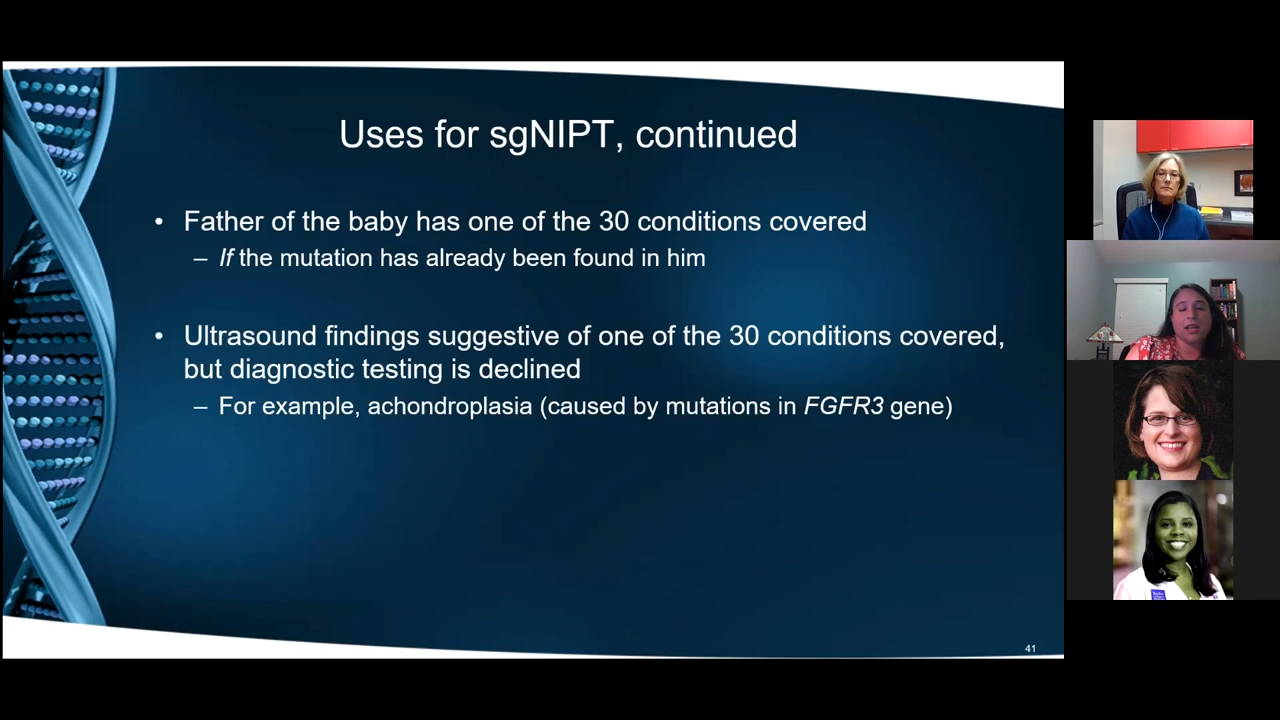 Uses for sgNIPT, continued
• Father of the baby has one of the 30 conditions covered
– If the mutation has already been found in him
• Ultrasound findings suggestive of one of the 30 conditions covered,
but diagnostic testing is declined
– For example, achondroplasia (caused by mutations in FGFR3 gene)
41